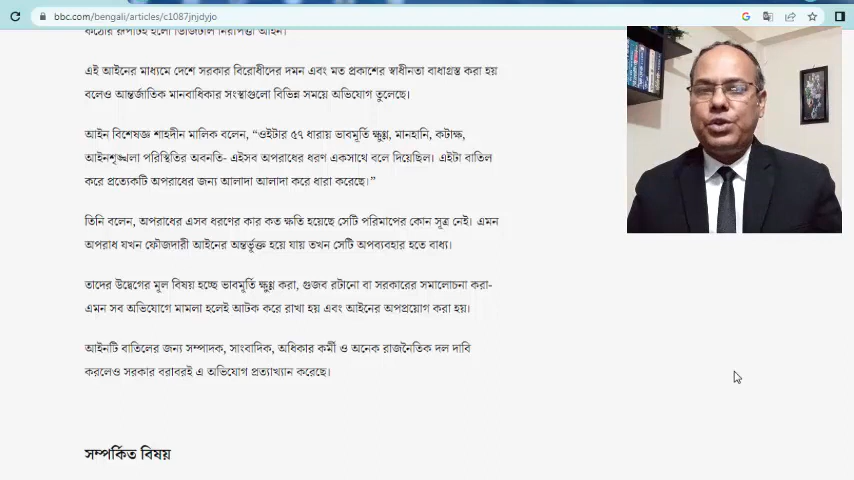 bbc.com/bengali/articles/c1087jnjdyjo
কঠোর রূপটিই হলো ডিজিটাল নিরাপত্তা আইন।
এই আইনের মাধ্যমে দেশে সরকার বিরোধীদের দমন এবং মত প্রকাশের স্বাধীনতা বাধাগ্রস্ত করা হয়
বলেও আন্তর্জাতিক মানবাধিকার সংস্থাগুলো বিভিন্ন সময়ে অভিযোগ তুলেছে।
আইন বিশেষজ্ঞ শাহদীন মালিক বলেন, “ওইটার ৫৭ ধারায় ভাবমূর্তি ক্ষুণ্ণ, মানহানি, কটাক্ষ,
আইনশৃঙ্খলা পরিস্থিতির অবনতি- এইসব অপরাধের ধরণ একসাথে বলে দিয়েছিল। এইটা বাতিল
করে প্রত্যেকটি অপরাধের জন্য আলাদা আলাদা করে ধারা করেছে।”
তিনি বলেন, অপরাধের এসব ধরণের কার কত ক্ষতি হয়েছে সেটি পরিমাপের কোন সূত্র নেই। এমন
অপরাধ যখন ফৌজদারী আইনের অন্তর্ভুক্ত হয়ে যায় তখন সেটি অপব্যবহার হতে বাধ্য।
তাদের উদ্বেগের মূল বিষয় হচ্ছে ভাবমূর্তি ক্ষুণ্ণ করা, গুজব রটানো বা সরকারের সমালোচনা করা-
এমন সব অভিযোগে মামলা হলেই আটক করে রাখা হয় এবং আইনের অপপ্রয়োগ করা হয়।
আইনটি বাতিলের জন্য সম্পাদক, সাংবাদিক, অধিকার কর্মী ও অনেক রাজনৈতিক দল দাবি
করলেও সরকার বরাবরই এ অভিযোগ প্রত্যাখ্যান করেছে।
সম্পর্কিত বিষয়